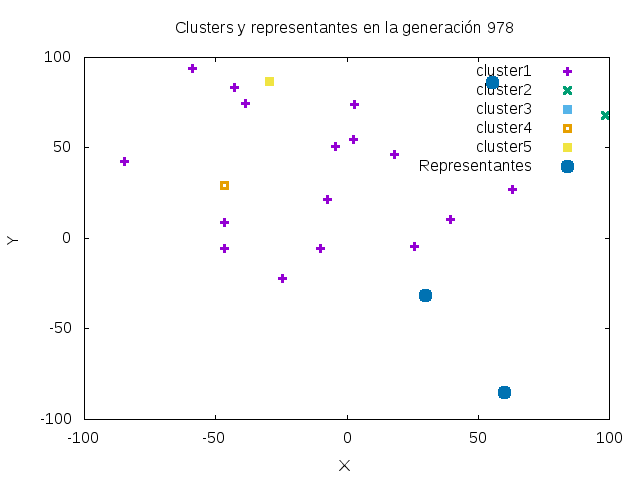 Clusters y representantes en la generación 978
100
50
0
-50
-100
-100
-50
0
50
100
Y
X
cluster1
cluster2
cluster3
cluster4
cluster5
Representantes